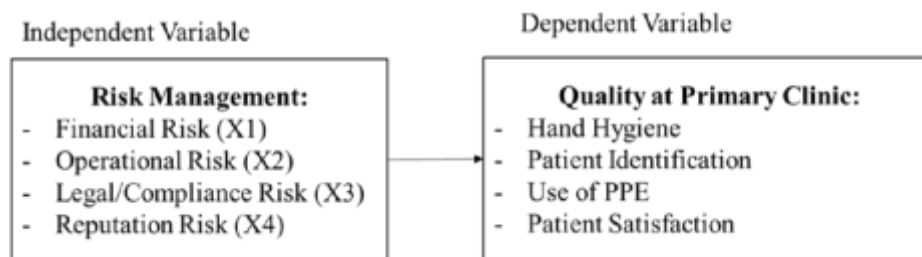 Independent Variable
Risk Management:
- Financial Risk (X1)
- Operational Risk (X2)
- Legal/Compliance Risk (X3)
- Reputation Risk (X4)
Dependent Variable
Quality at Primary Clinic:
- Hand Hygiene
- Patient Identification
- Use of PPE
- Patient Satisfaction